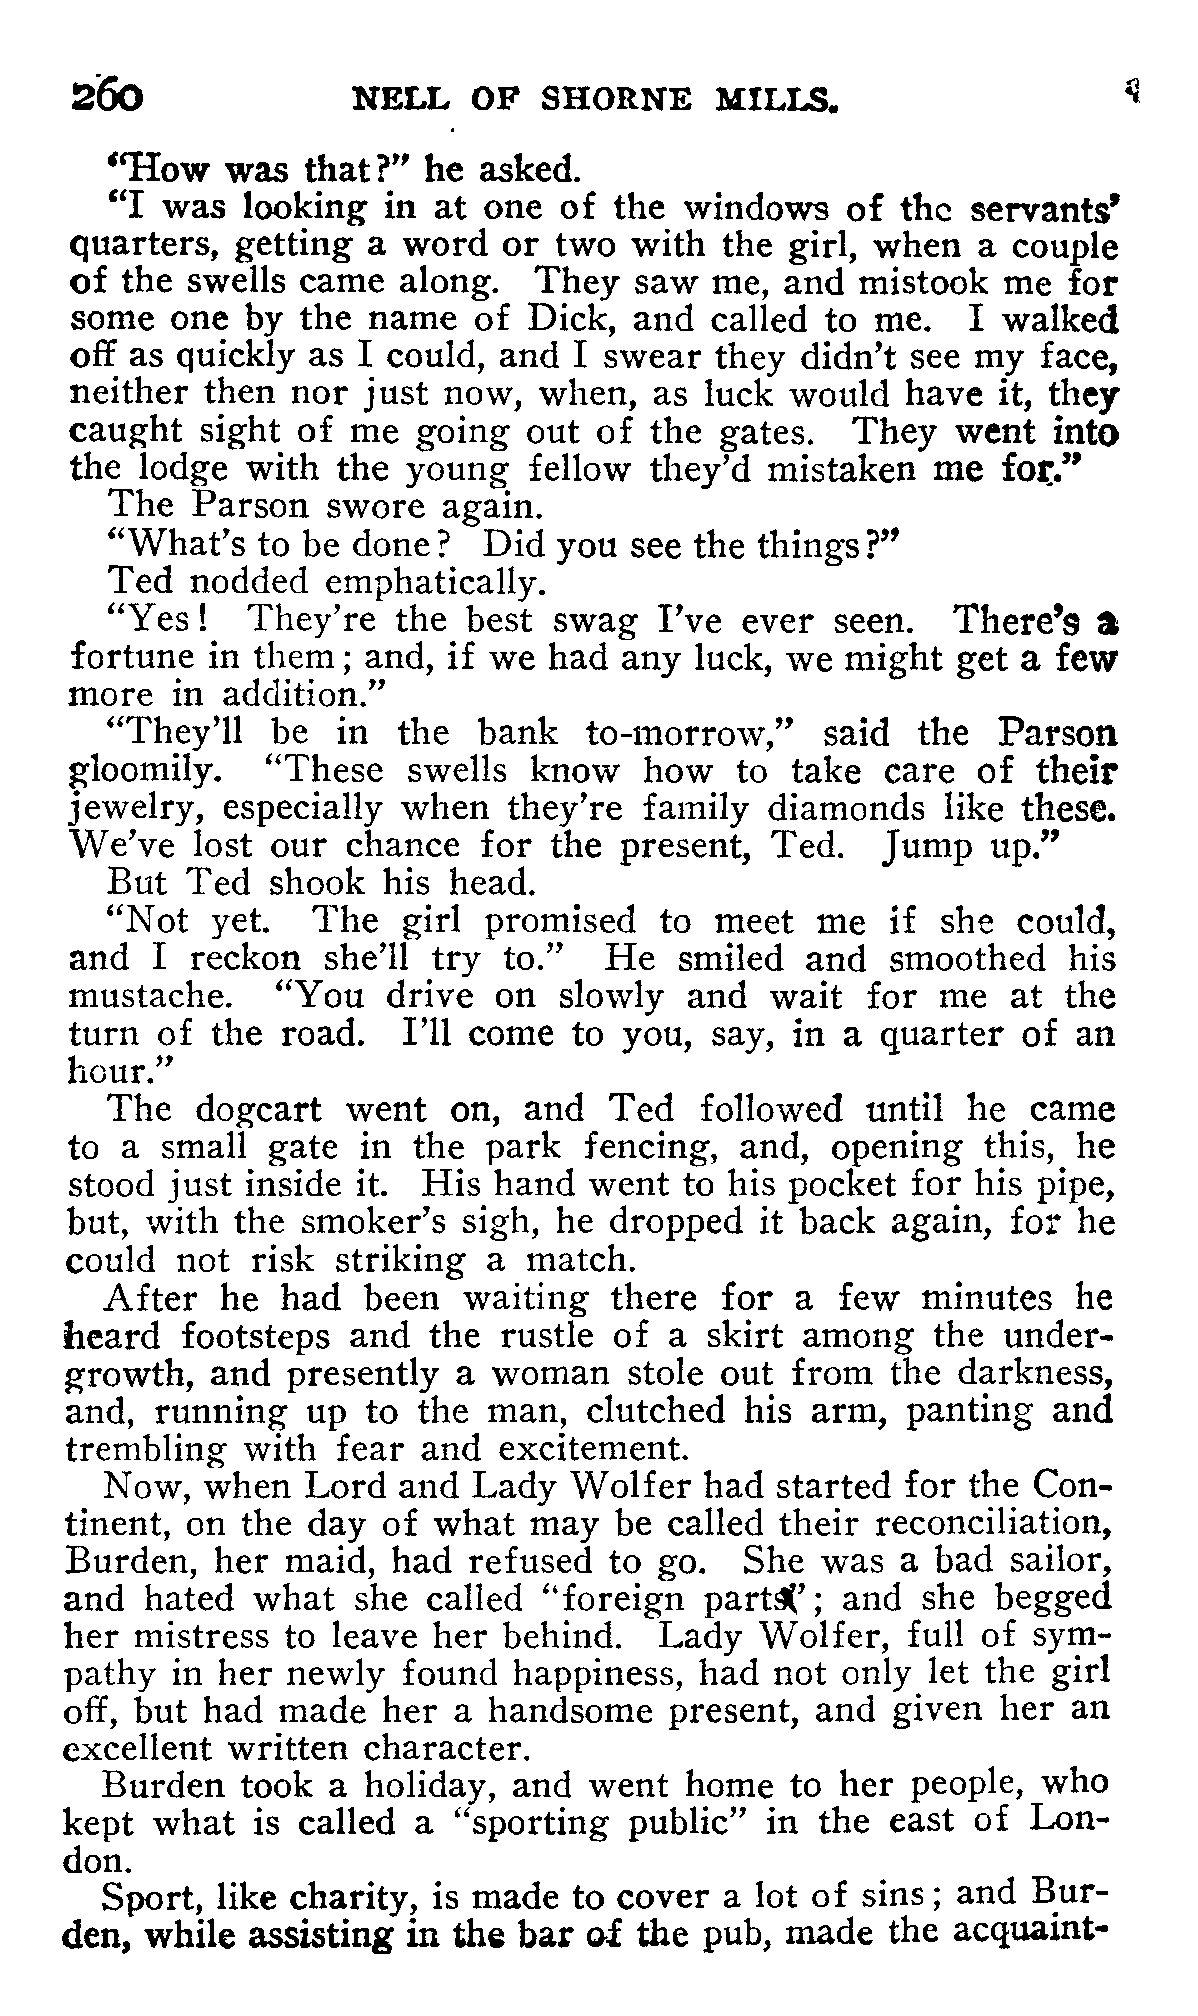 260 NELL OF SHORNE MILLS.
"How was that?" he asked.
"I was looking in at one of the windows of the servants'
quarters, getting a word or two with the girl, when a couple
of the swells came along. They saw me, and mistook me for
some one by the name of Dick, and called to me. I walked
off as quickly as I could, and I swear they didn't see my face,
neither then nor just now, when, as luck would have it, they
caught sight of me going out of the gates. They went into
the lodge with the young fellow they'd mistaken me for."
The Parson swore again.
"What's to be done? Did you see the things?"
Ted nodded emphatically.
"Yes! They're the best swag I've ever seen. There's a
fortune in them; and, if we had any luck, we might get a few
more in addition."
"They'll be in the bank to-morrow," said the Parson
gloomily. "These swells know how to take care of their
jewelry, especially when they're family diamonds like these.
We've lost our chance for the present, Ted. Jump up."
But Ted shook his head.
"Not yet. The girl promised to meet me if she could,
and I reckon she'll try to." He smiled and smoothed his
mustache. "You drive on slowly and wait for me at the
turn of the road. I'll come to you, say, in a quarter of an
hour."
The dogcart went on, and Ted followed until he came
to a small gate in the park fencing, and, opening this, he
stood just inside it. His hand went to his pocket for his pipe,
but, with the smoker's sigh, he dropped it back again, for he
could not risk striking a match.
After he had been waiting there for a few minutes he
heard footsteps and the rustle of a skirt among the under-
growth, and presently a woman stole out from the darkness,
and, running up to the man, clutched his arm, panting and
trembling with fear and excitement.
Now, when Lord and Lady Wolfer had started for the Con-
tinent, on the day of what may be called their reconciliation,
Burden, her maid, had refused to go. She was a bad sailor,
and hated what she called "foreign parts"; and she begged
her mistress to leave her behind. Lady Wolfer, full of sym-
pathy in her newly found happiness, had not only let the girl
off, but had made her a handsome present, and given her an
excellent written character.
Burden took a holiday, and went home to her people, who
kept what is called a "sporting public" in the east of Lon-
don.
Sport, like charity, is made to cover a lot of sins; and Bur-
den, while assisting in the bar of the pub, made the acquaint-